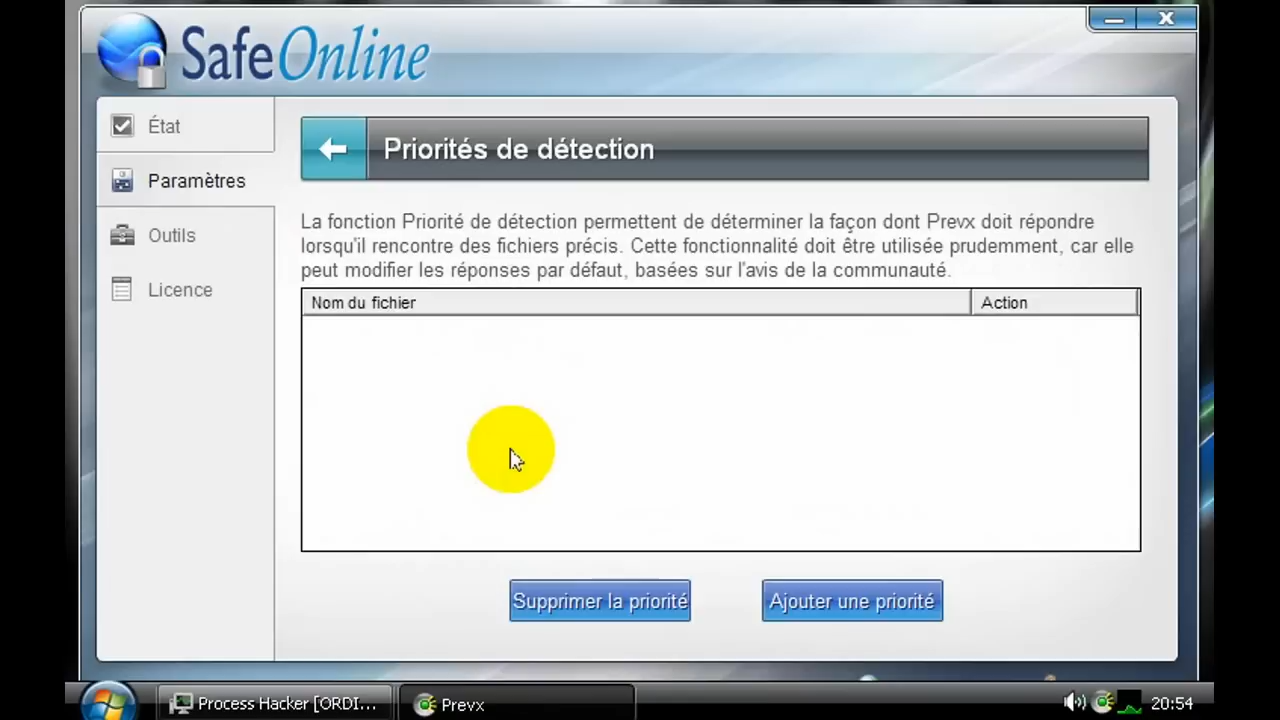 SafeOnline
État
Paramètres
Outils
Licence
Priorités de détection
La fonction Priorité de détection permettent de déterminer la façon dont Prevx doit répondre
lorsqu'il rencontre des fichiers précis. Cette fonctionnalité doit être utilisée prudemment, car elle
peut modifier les réponses par défaut, basées sur l'avis de la communauté.
Nom du fichier Action
Supprimer la priorité Ajouter une priorité
Process Hacker [ORDI... Prevx 20:54